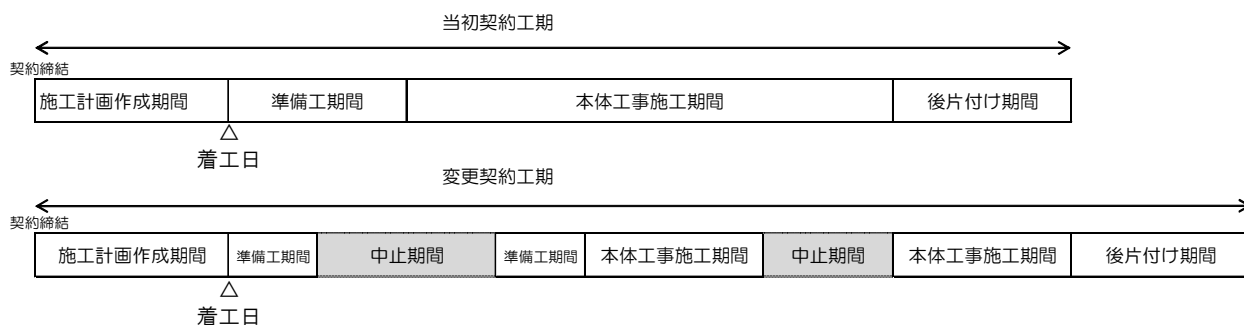 当初契約工期
契約締結
施工計画作成期間 準備工期間 本体工事施工期間 後片付け期間
△
着工日
変更契約工期
契約締結
施工計画作成期間 準備工期間 中止期間 準備工期間 本体工事施工期間 中止期間 本体工事施工期間 後片付け期間
△
着工日